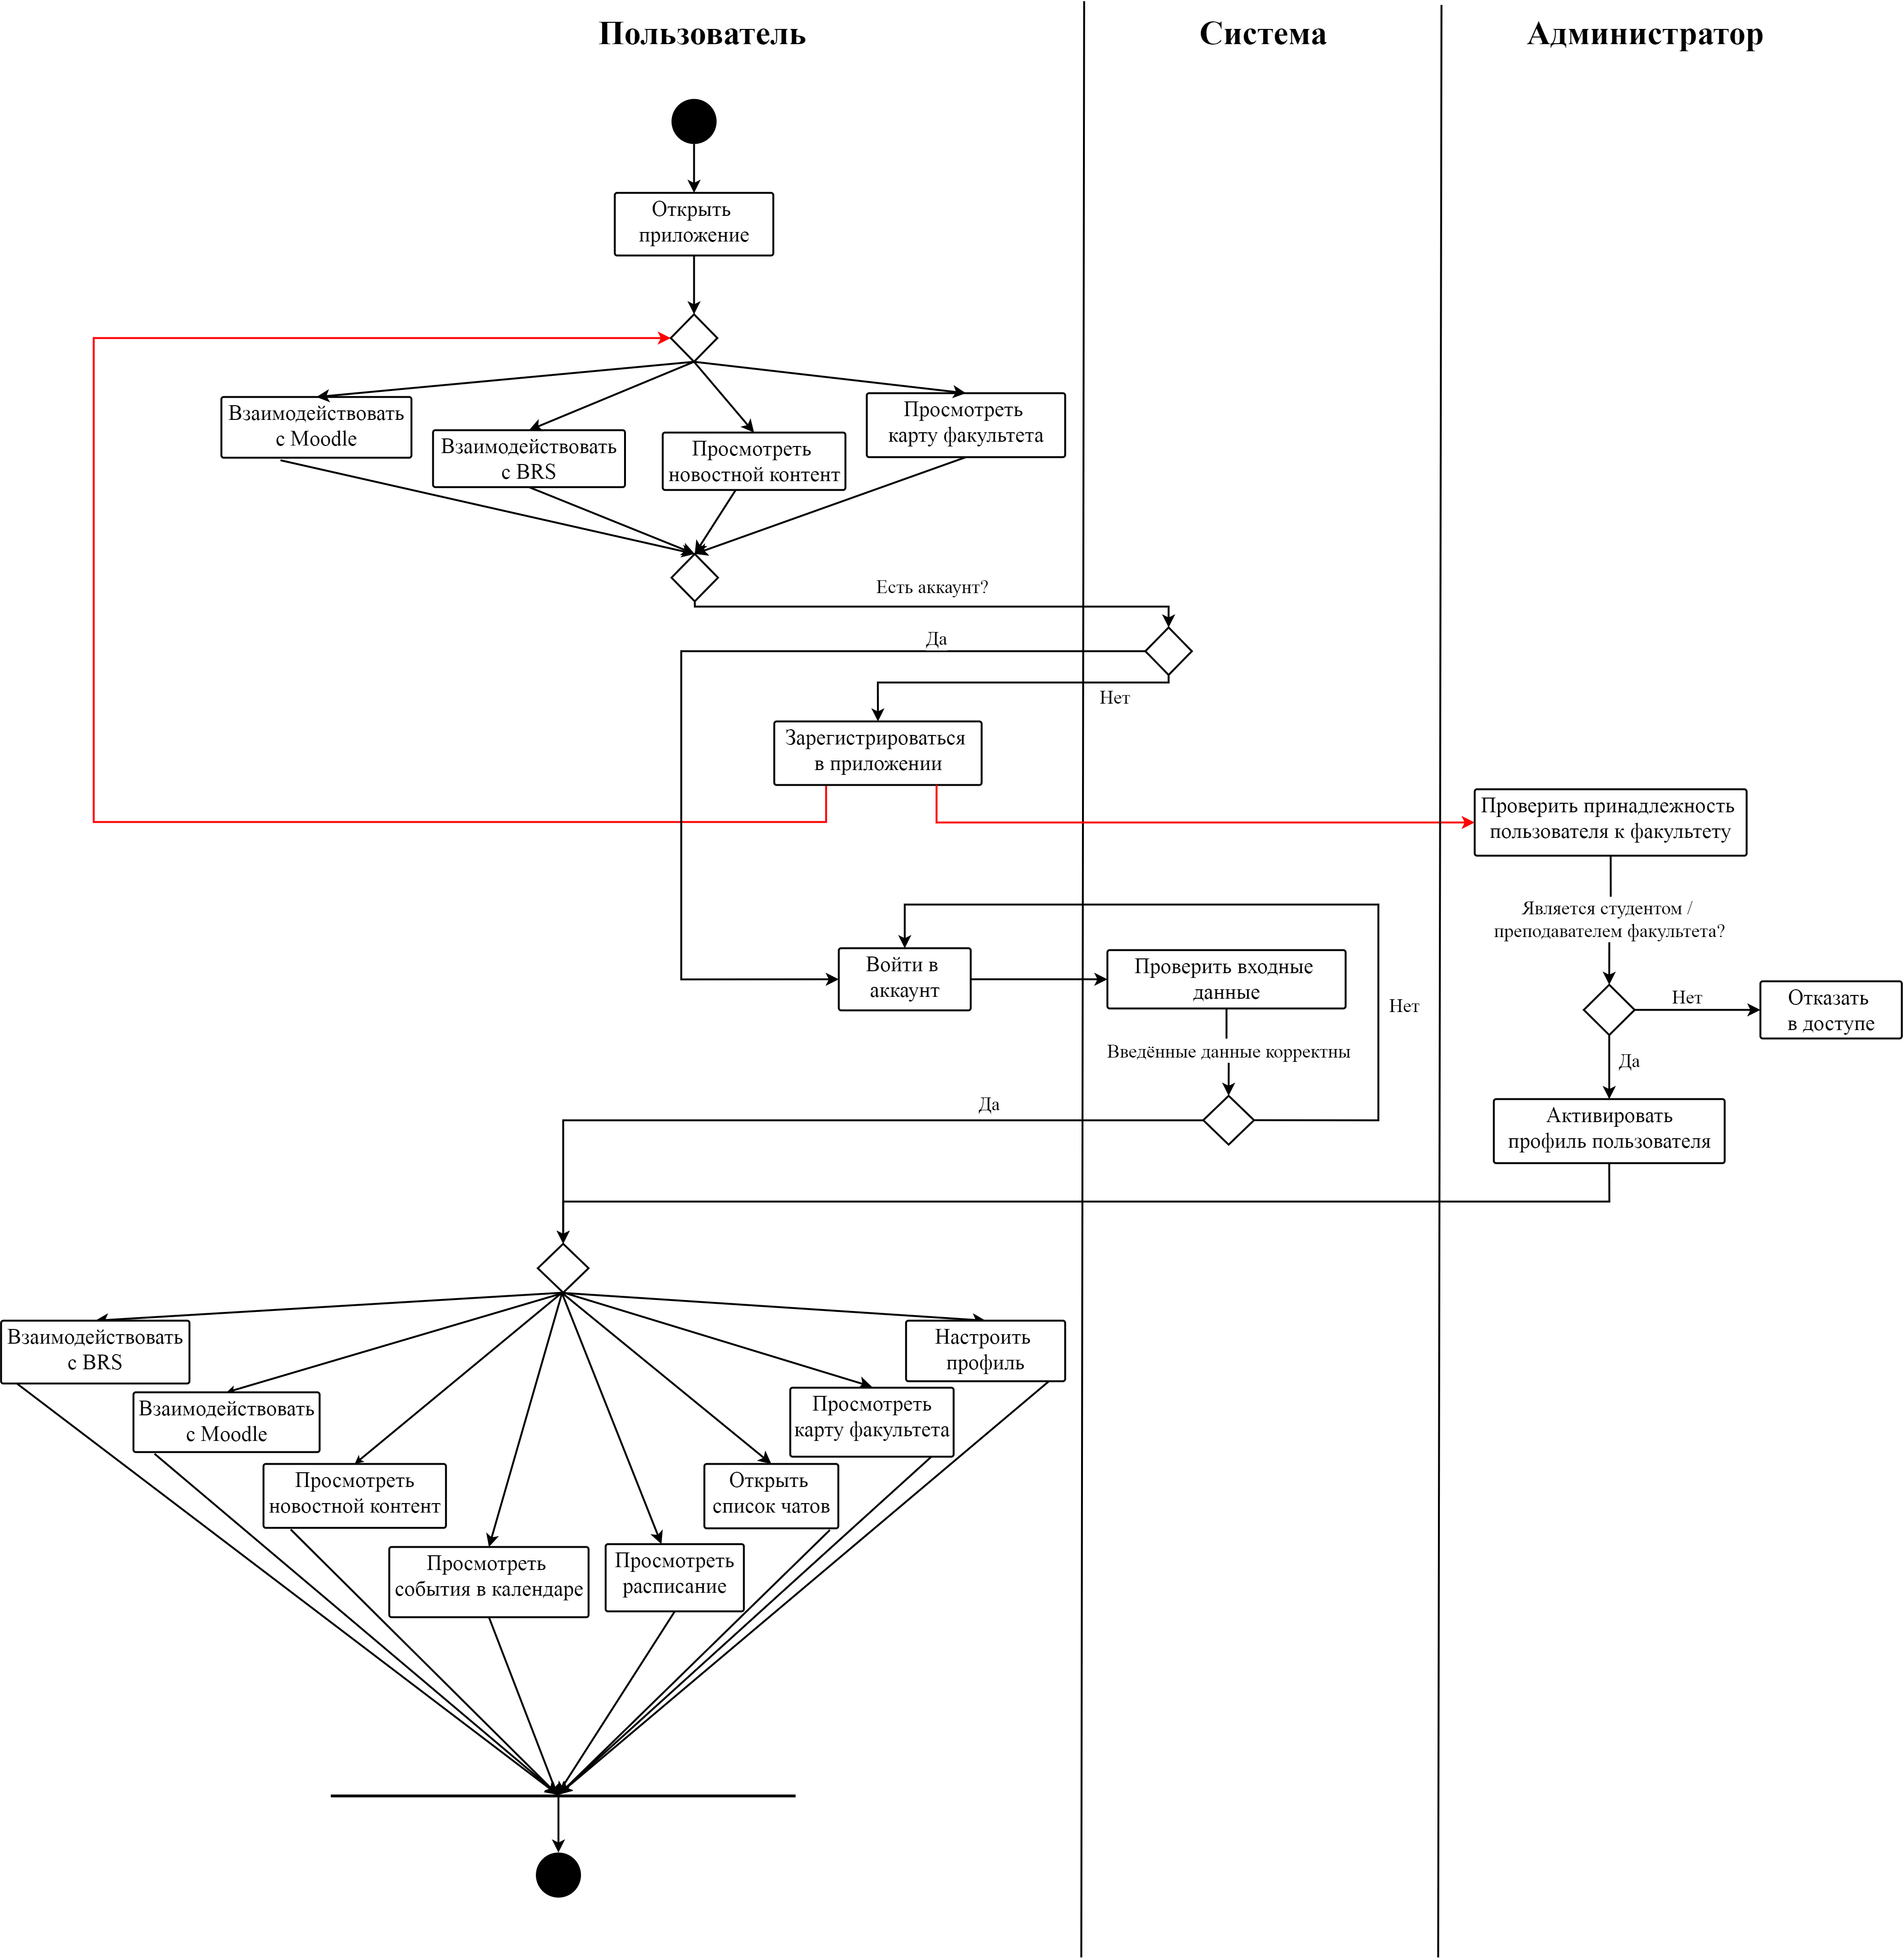 Пользователь
Система
Администратор
Открыть
приложение
Взаимодействовать
с Moodle
Взаимодействовать
с BRS
Просмотреть
новостной контент
Просмотреть
карту факультета
Есть аккаунт?
Да
Нет
Зарегистрироваться
в приложении
Проверить принадлежность
пользователя к факультету
Является студентом /
преподавателем факультета?
Войти в
аккаунт
Проверить входные
данные
Нет
Нет
Отказать
в доступе
Введённые данные корректны
Да
Да
Активировать
профиль пользователя
Взаимодействовать
с BRS
Взаимодействовать
с Moodle
Просмотреть
новостной контент
Просмотреть
события в календаре
Просмотреть
расписание
Открыть
список чатов
Просмотреть
карту факультета
Настроить
профиль